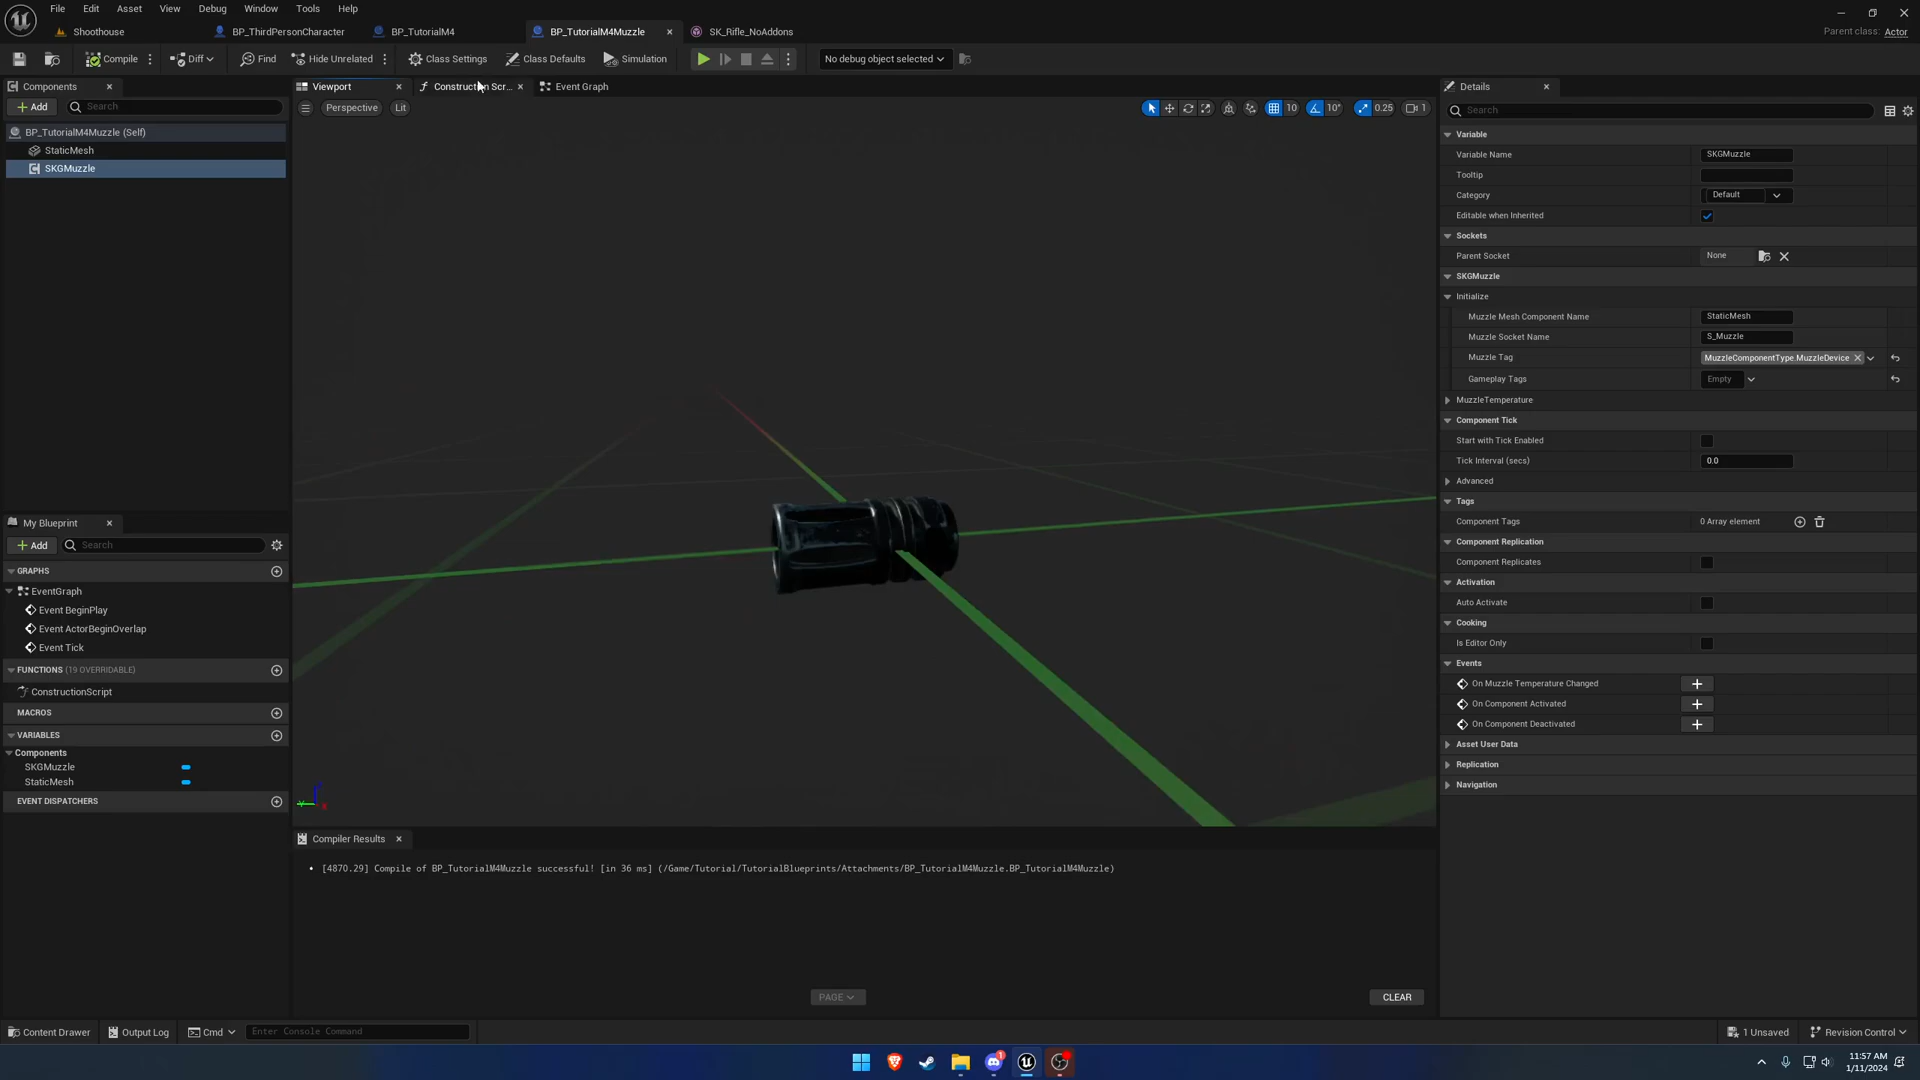 File Edit Asset View Debug Window Tools Help
Shoothouse BP_ThirdPersonCharacter BP_TutorialM4 BP_TutorialM4Muzzle SK_Rifle_NoAddons
Parent class: Actor
Compile Diff Find Hide Unrelated Class Settings Class Defaults Simulation No debug object selected
Components
Add Search
BP_TutorialM4Muzzle (Self)
StaticMesh
SKGMuzzle
My Blueprint
Add Search
GRAPHS
EventGraph
Event BeginPlay
Event ActorBeginOverlap
Event Tick
FUNCTIONS (19 OVERRIDABLE)
ConstructionScript
MACROS
VARIABLES
Components
SKGMuzzle
StaticMesh
EVENT DISPATCHERS
Viewport Construction Scr... Event Graph
Perspective Lit 10 10° 0.25 1
Compiler Results
[4870.29] Compile of BP_TutorialM4Muzzle successful! [in 36 ms] (/Game/Tutorial/TutorialBlueprints/Attachments/BP_TutorialM4Muzzle.BP_TutorialM4Muzzle)
PAGE CLEAR
Details
Search
Variable
Variable Name SKGMuzzle
Tooltip
Category Default
Editable when Inherited
Sockets
Parent Socket None
SKGMuzzle
Initialize
Muzzle Mesh Component Name StaticMesh
Muzzle Socket Name S_Muzzle
Muzzle Tag MuzzleComponentType.MuzzleDevice
Gameplay Tags Empty
MuzzleTemperature
Component Tick
Start with Tick Enabled
Tick Interval (secs) 0.0
Advanced
Tags
Component Tags 0 Array element
Component Replication
Component Replicates
Activation
Auto Activate
Cooking
Is Editor Only
Events
On Muzzle Temperature Changed
On Component Activated
On Component Deactivated
Asset User Data
Replication
Navigation
Content Drawer Output Log Cmd Enter Console Command 1 Unsaved Revision Control
11:57 AM
1/11/2024